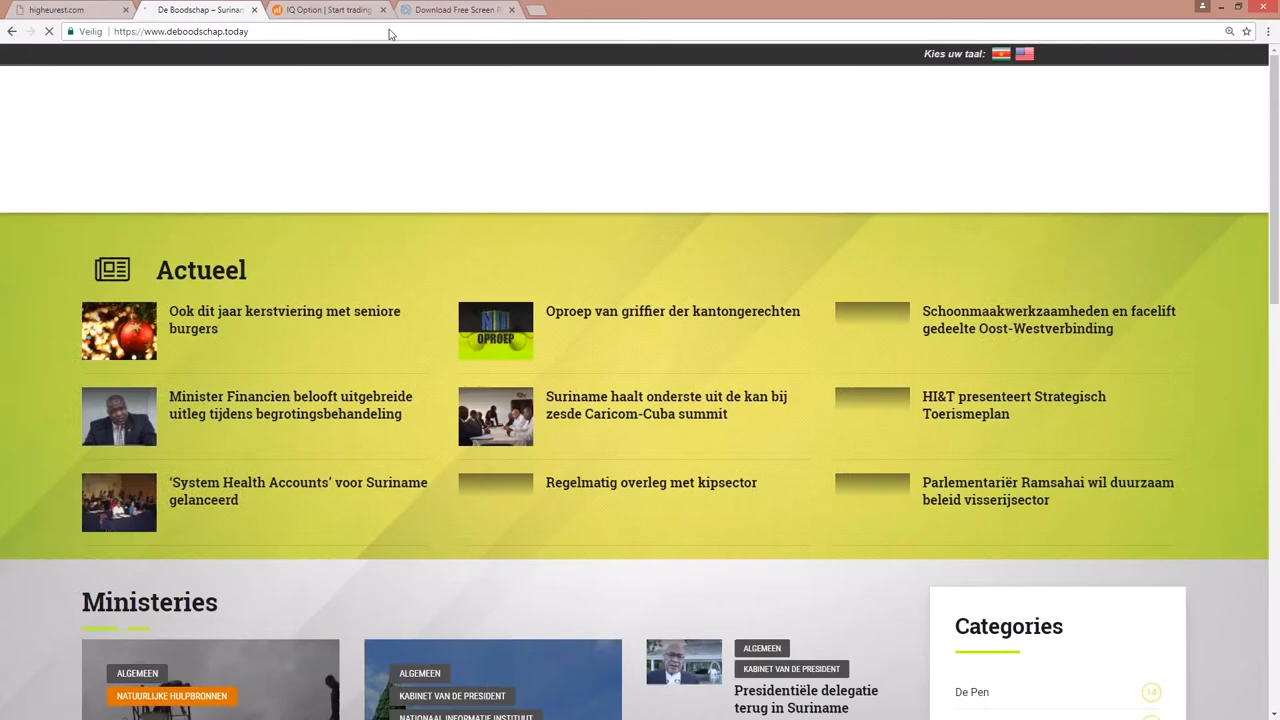 higheurest.com
De Boodschap – Surinam
IQ Option | Start trading
Download Free Screen R
Veilig
https://www.deboodschap.today
Kies uw taal:
Actueel
Ook dit jaar kerstviering met seniore
burgers
Oproep van griffier der kantongerechten
OPROEP
Schoonmaakwerkzaamheden en facelift
gedeelte Oost-Westverbinding
Minister Financien belooft uitgebreide
uitleg tijdens begrotingsbehandeling
Suriname haalt onderste uit de kan bij
zesde Caricom-Cuba summit
HI&T presenteert Strategisch
Toerismeplan
‘System Health Accounts’ voor Suriname
gelanceerd
Regelmatig overleg met kipsector
Parlementariër Ramsahai wil duurzaam
beleid visserijsector
Ministeries
ALGEMEEN
NATUURLIJKE HULPBRONNEN
ALGEMEEN
KABINET VAN DE PRESIDENT
NATIONAAL INFORMATIE INSTITUUT
ALGEMEEN
KABINET VAN DE PRESIDENT
Presidentiële delegatie
terug in Suriname
Categories
De Pen
14